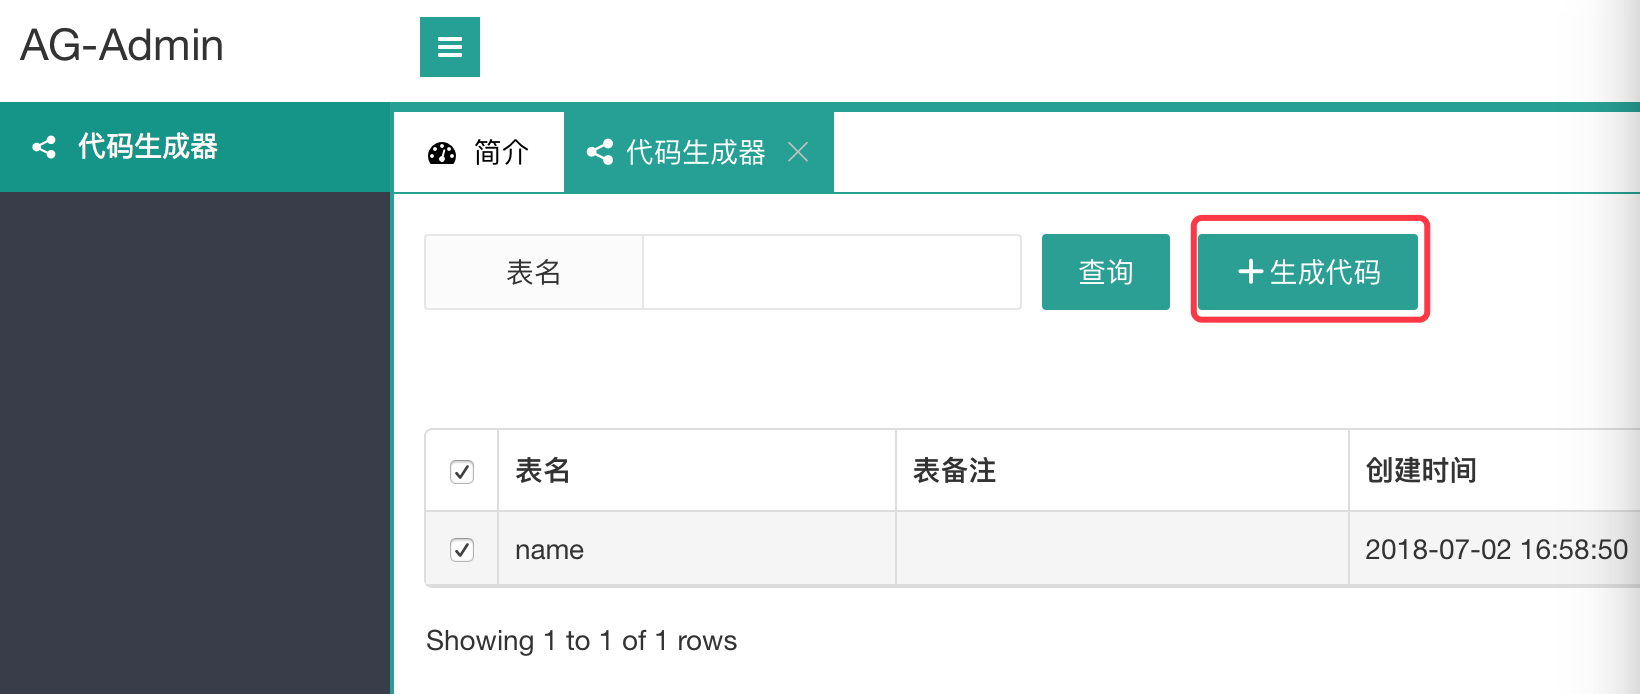 AG-Admin
代码生成器
简介 代码生成器
表名 查询 生成代码
表名 表备注 创建时间
name 2018-07-02 16:58:50
Showing 1 to 1 of 1 rows